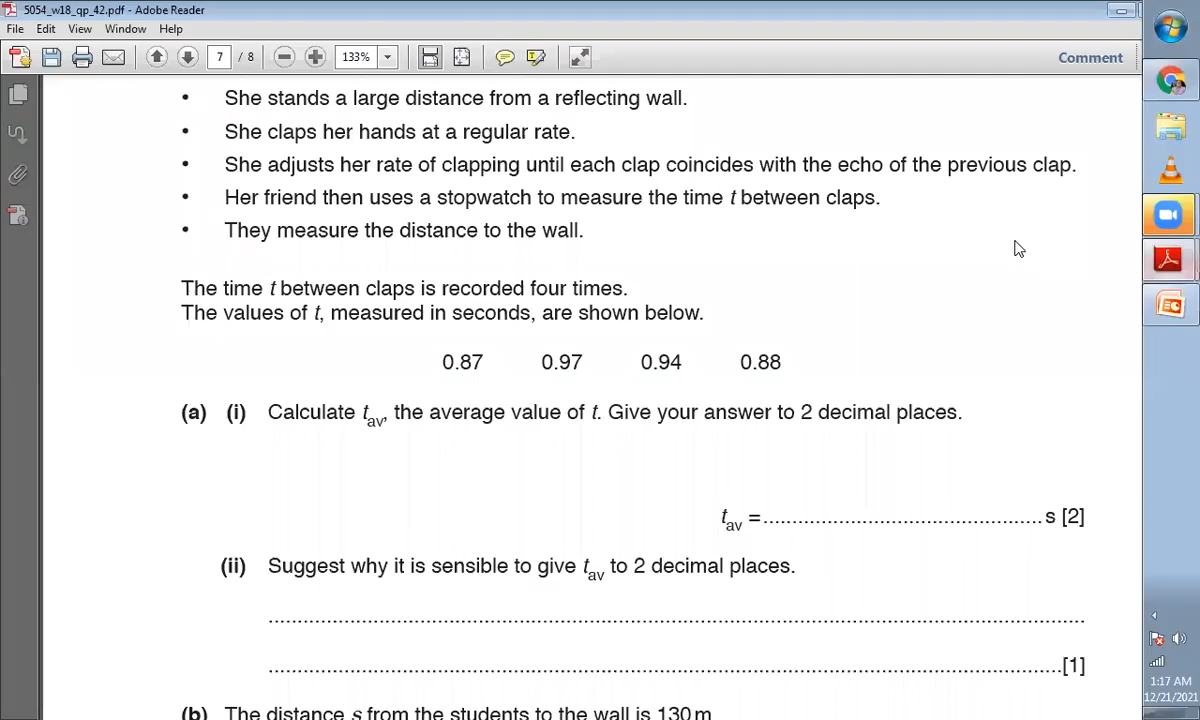 5054_w18_qp_42.pdf - Adobe Reader
File Edit View Window Help
7 / 8 133% Comment
• She stands a large distance from a reflecting wall.
• She claps her hands at a regular rate.
• She adjusts her rate of clapping until each clap coincides with the echo of the previous clap.
• Her friend then uses a stopwatch to measure the time t between claps.
• They measure the distance to the wall.
The time t between claps is recorded four times.
The values of t, measured in seconds, are shown below.
0.87 0.97 0.94 0.88
(a) (i) Calculate tav, the average value of t. Give your answer to 2 decimal places.
tav = ................................................ s [2]
(ii) Suggest why it is sensible to give tav to 2 decimal places.
..........................................................................................................................................
......................................................................................................................................[1]
(b) The distance s from the students to the wall is 130 m
1:17 AM
12/21/2021